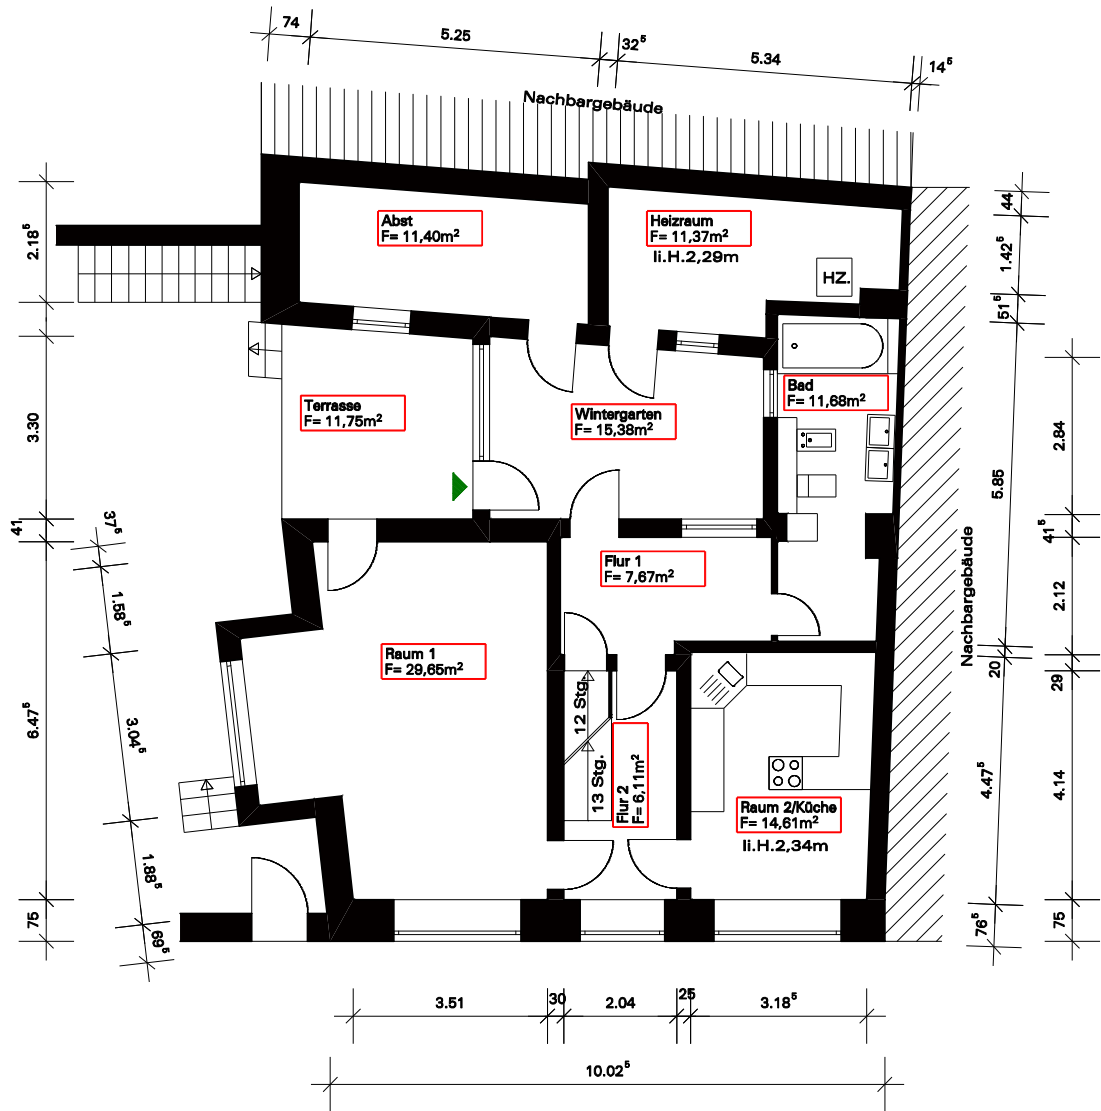 74
5.25
32⁵
5.34
14⁵
Nachbargebäude
Abst
F= 11,40m²
Heizraum
F= 11,37m²
li.H.2,29m
HZ.
2.18⁵
44
1.42⁵
51⁵
Terrasse
F= 11,75m²
Wintergarten
F= 15,38m²
Bad
F= 11,68m²
3.30
2.84
5.85
41
37⁵
41⁵
Nachbargebäude
Flur 1
F= 7,67m²
1.58⁵
2.12
Raum 1
F= 29,65m²
20
29
12 Stg.
13 Stg.
Flur 2
F= 6,11m²
6.47⁵
3.04⁵
4.47⁵
4.14
Raum 2/Küche
F= 14,61m²
li.H.2,34m
1.88⁵
75
69⁵
76⁵
75
3.51
30
2.04
25
3.18⁵
10.02⁵